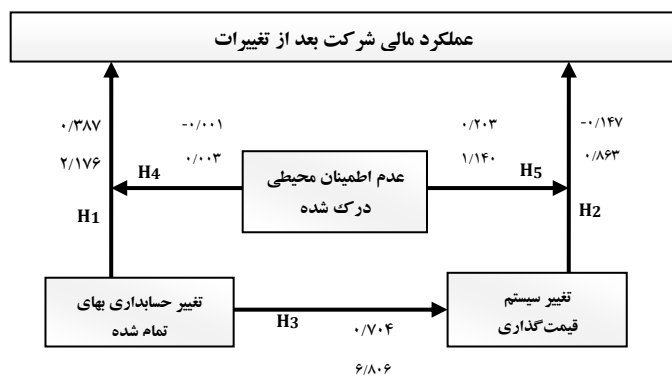 عملکرد مالی شرکت بعد از تغییرات
۰/۳۸۷
-۰/۰۰۱
۰/۲۰۳
-۰/۱۴۷
۲/۱۷۶
۰/۰۰۳
۱/۱۴۰
۰/۸۶۳
H4
H5
عدم اطمینان محیطی
درک شده
H1
H2
تغییر حسابداری بهای
تمام شده
تغییر سیستم
قیمت‌گذاری
H3
۰/۷۰۴
۶/۸۰۶